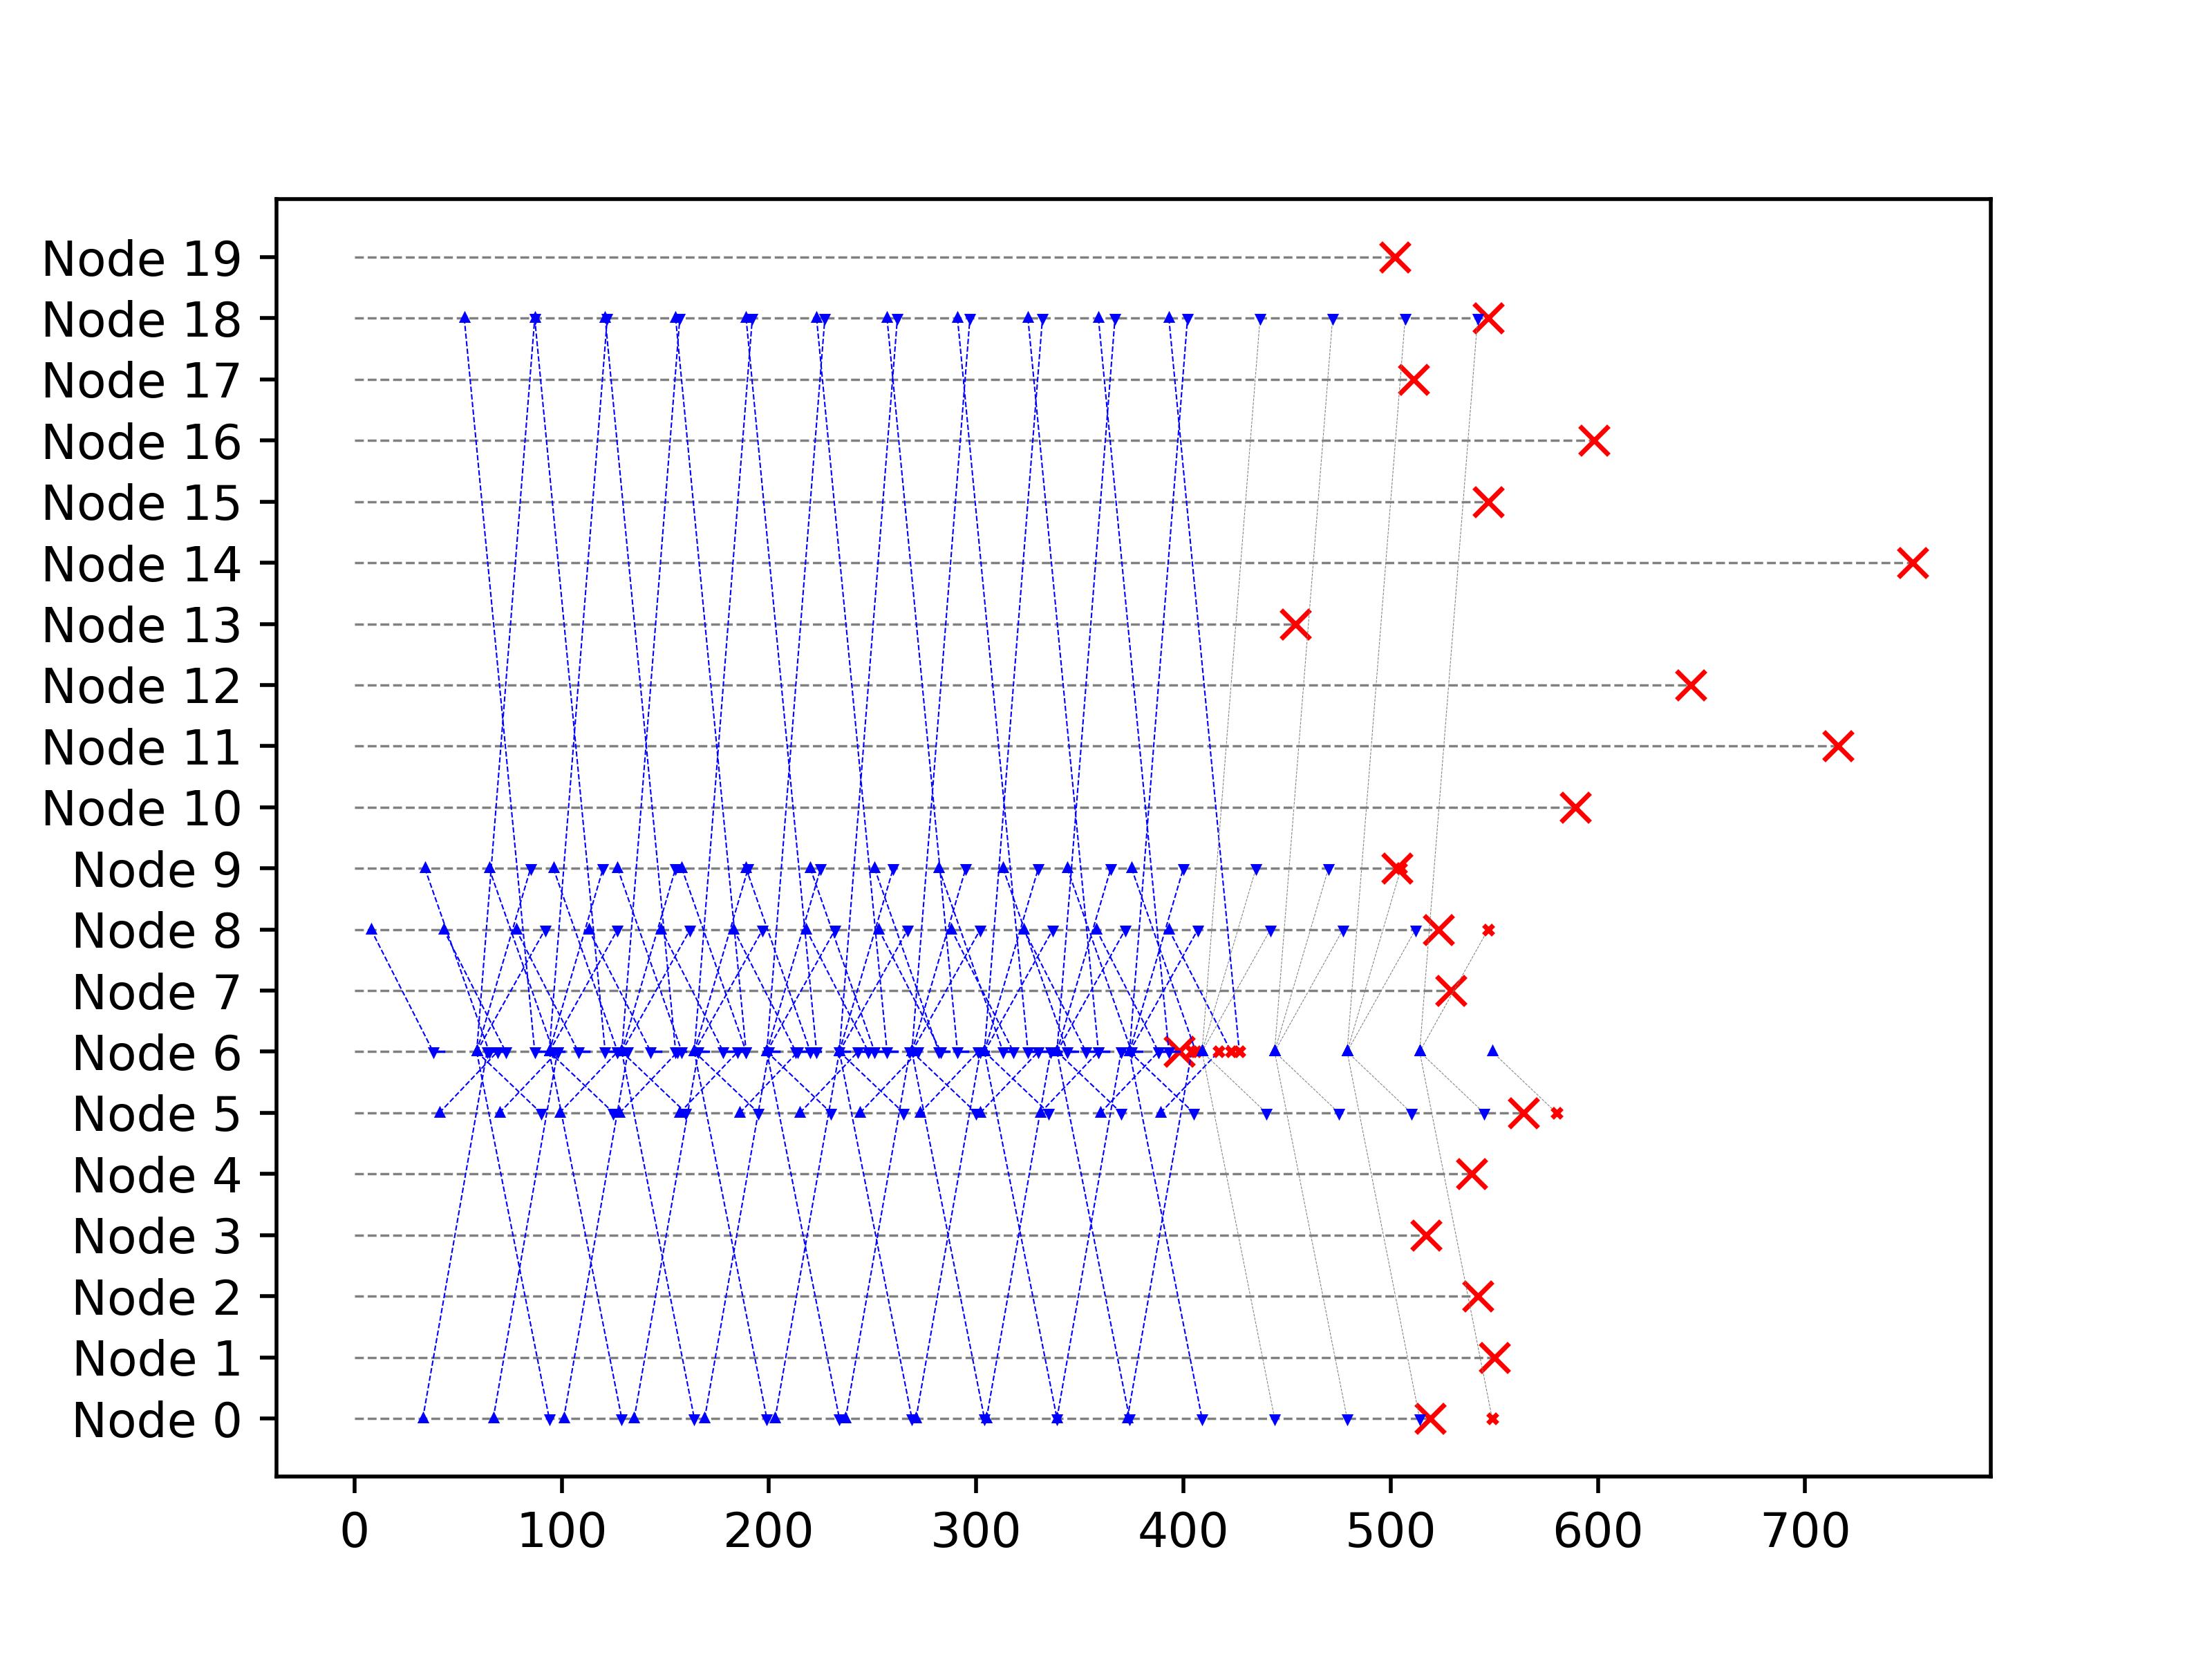 Node 19
Node 18
Node 17
Node 16
Node 15
Node 14
Node 13
Node 12
Node 11
Node 10
Node 9
Node 8
Node 7
Node 6
Node 5
Node 4
Node 3
Node 2
Node 1
Node 0
0 100 200 300 400 500 600 700